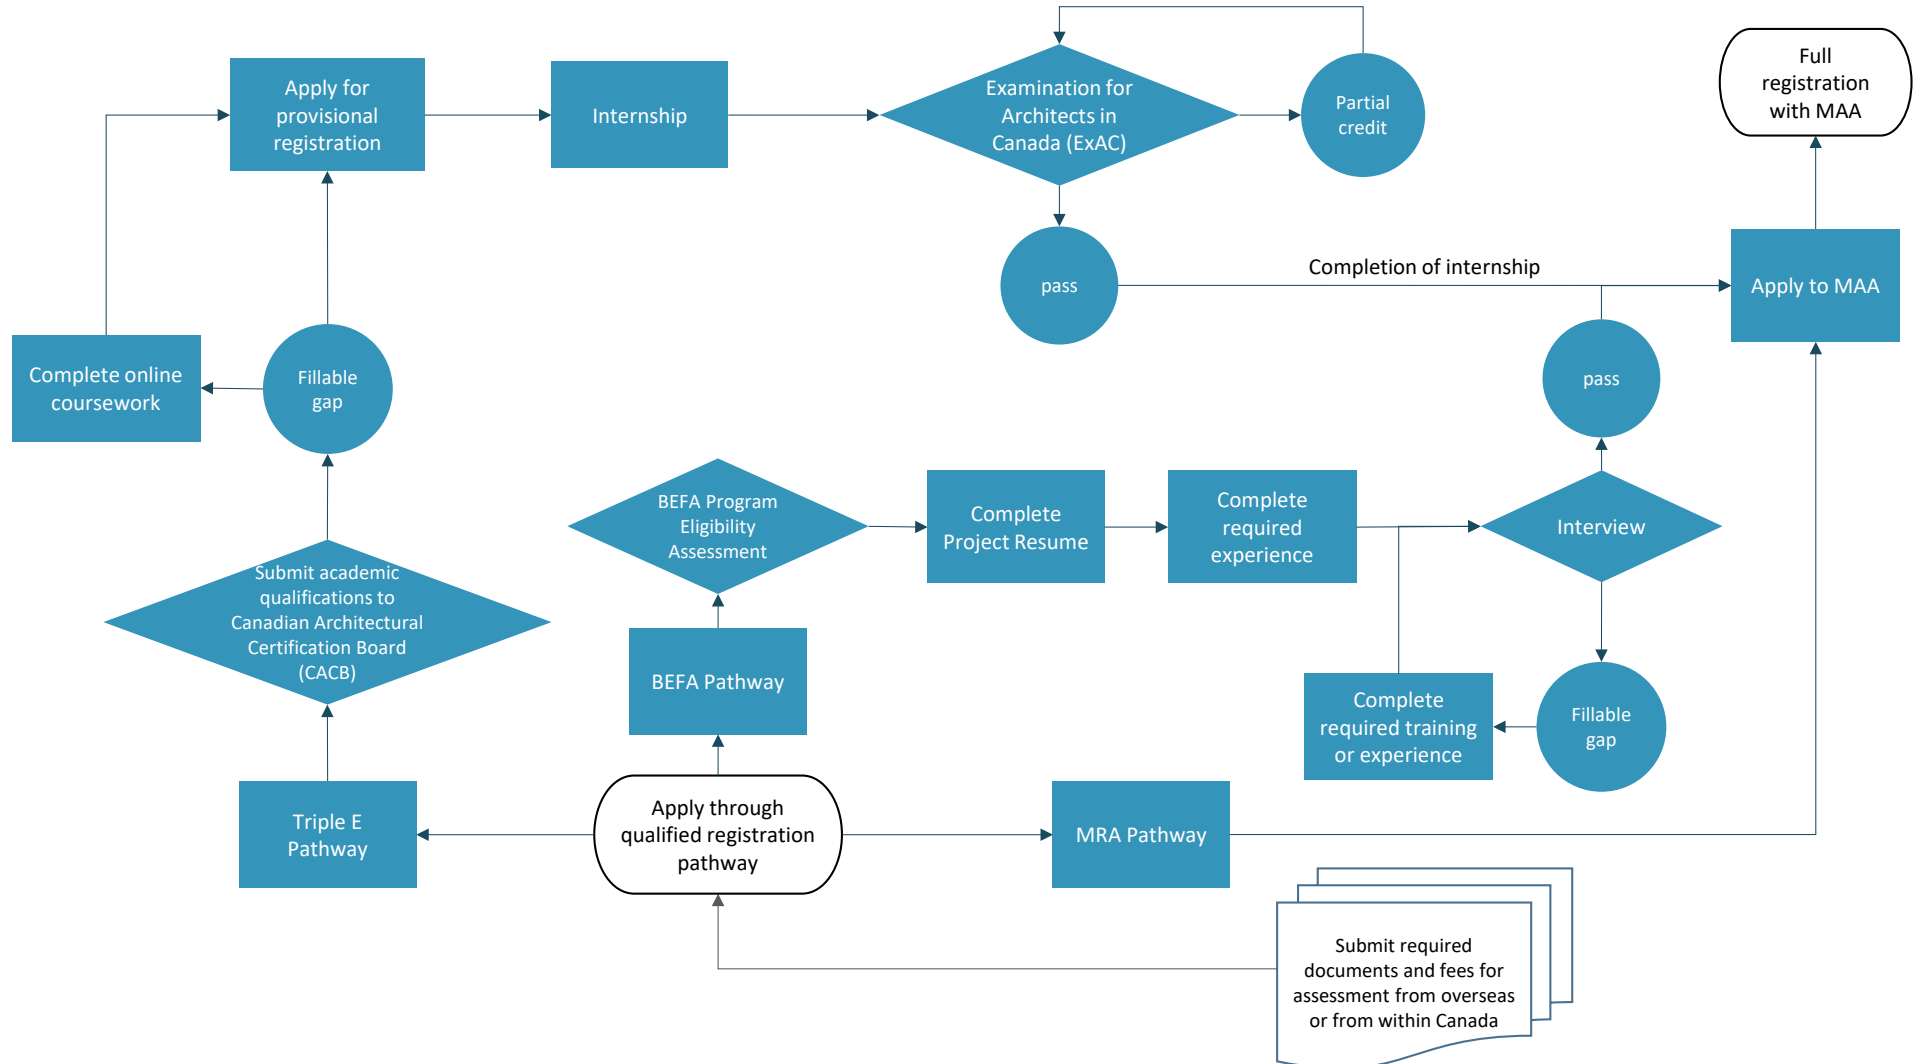 Apply for
provisional
registration
Internship
Examination for
Architects in
Canada (ExAC)
Partial
credit
Full
registration
with MAA
pass
Completion of internship
Apply to MAA
Complete online
coursework
Fillable
gap
pass
BEFA Program
Eligibility
Assessment
Complete
Project Resume
Complete
required
experience
Interview
Submit academic
qualifications to
Canadian Architectural
Certification Board
(CACB)
BEFA Pathway
Complete
required training
or experience
Fillable
gap
Triple E
Pathway
Apply through
qualified registration
pathway
MRA Pathway
Submit required
documents and fees for
assessment from overseas
or from within Canada